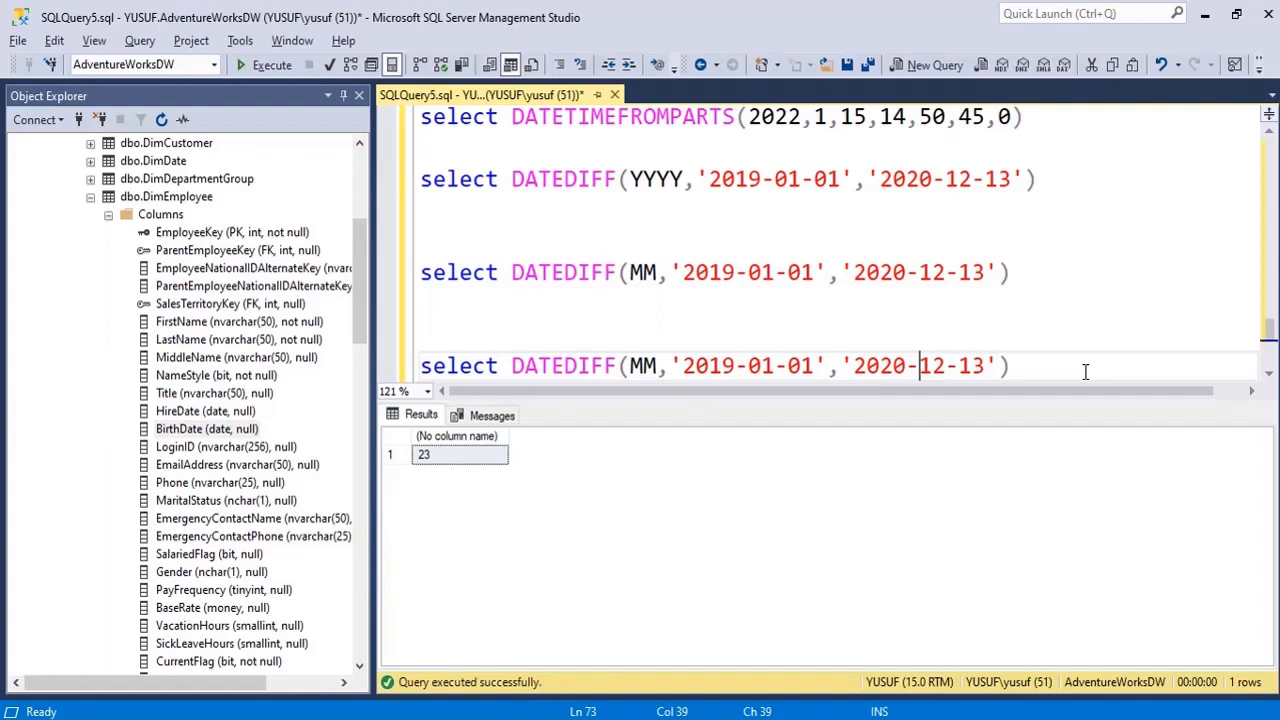 SQLQuery5.sql - YUSUF.AdventureWorksDW (YUSUF\yusuf (51))* - Microsoft SQL Server Management Studio
Quick Launch (Ctrl+Q)
File Edit View Query Project Tools Window Help
AdventureWorksDW Execute New Query
Object Explorer
SQLQuery5.sql - YU...(YUSUF\yusuf (51))*
Connect
dbo.DimCustomer
dbo.DimDate
dbo.DimDepartmentGroup
dbo.DimEmployee
Columns
EmployeeKey (PK, int, not null)
ParentEmployeeKey (FK, int, null)
EmployeeNationalIDAlternateKey (nvarc
ParentEmployeeNationalIDAlternateKey
SalesTerritoryKey (FK, int, null)
FirstName (nvarchar(50), not null)
LastName (nvarchar(50), not null)
MiddleName (nvarchar(50), null)
NameStyle (bit, not null)
Title (nvarchar(50), null)
HireDate (date, null)
BirthDate (date, null)
LoginID (nvarchar(256), null)
EmailAddress (nvarchar(50), null)
Phone (nvarchar(25), null)
MaritalStatus (nchar(1), null)
EmergencyContactName (nvarchar(50),
EmergencyContactPhone (nvarchar(25)
SalariedFlag (bit, null)
Gender (nchar(1), null)
PayFrequency (tinyint, null)
BaseRate (money, null)
VacationHours (smallint, null)
SickLeaveHours (smallint, null)
CurrentFlag (bit, not null)
select DATETIMEFROMPARTS(2022,1,15,14,50,45,0)
select DATEDIFF(YYYY,'2019-01-01','2020-12-13')
select DATEDIFF(MM,'2019-01-01','2020-12-13')
select DATEDIFF(MM,'2019-01-01','2020-12-13')
121 %
Results Messages
(No column name)
1 23
Query executed successfully. YUSUF (15.0 RTM) YUSUF\yusuf (51) AdventureWorksDW 00:00:00 1 rows
Ready Ln 73 Col 39 Ch 39 INS